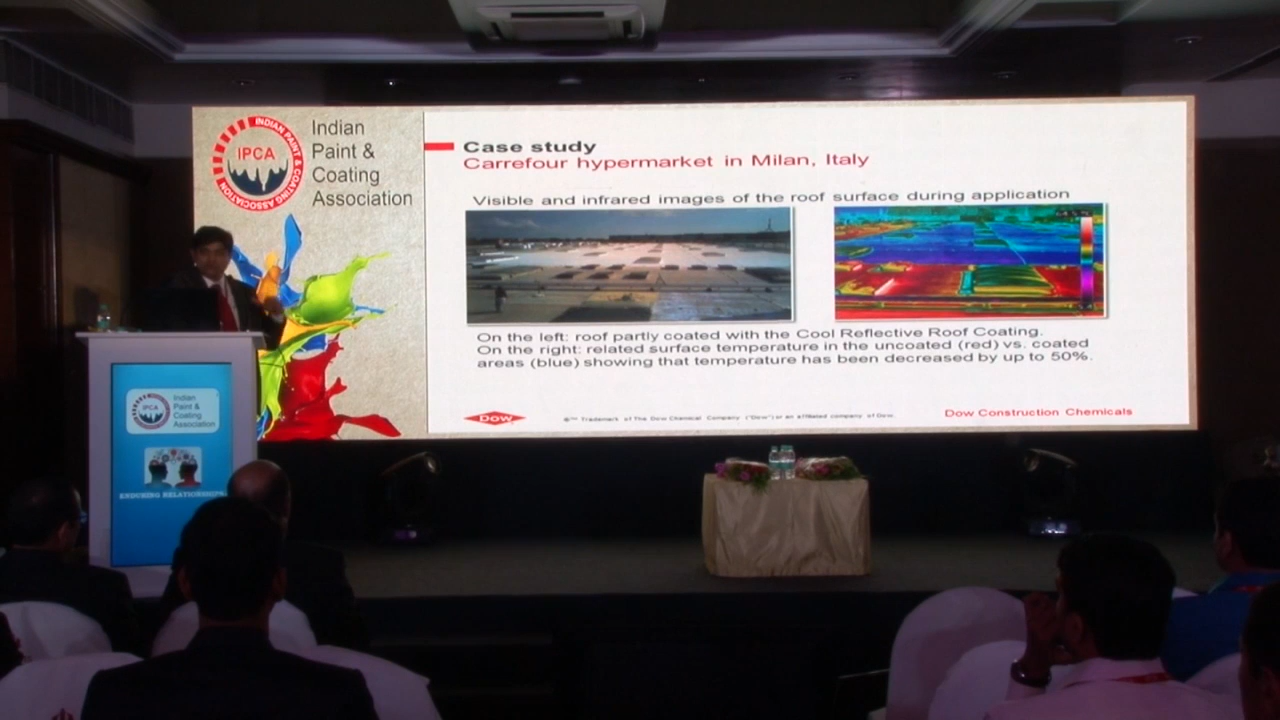 INDIAN PAINT & COATING ASSOCIATION
IPCA
Indian
Paint &
Coating
Association
Case study
Carrefour hypermarket in Milan, Italy
Visible and infrared images of the roof surface during application
On the left: roof partly coated with the Cool Reflective Roof Coating.
On the right: related surface temperature in the uncoated (red) vs. coated
areas (blue) showing that temperature has been decreased by up to 50%.
Dow
®™ Trademark of The Dow Chemical Company ("Dow") or an affiliated company of Dow
Dow Construction Chemicals
IPCA
Indian
Paint &
Coating
Association
ENDURING RELATIONSHIPS